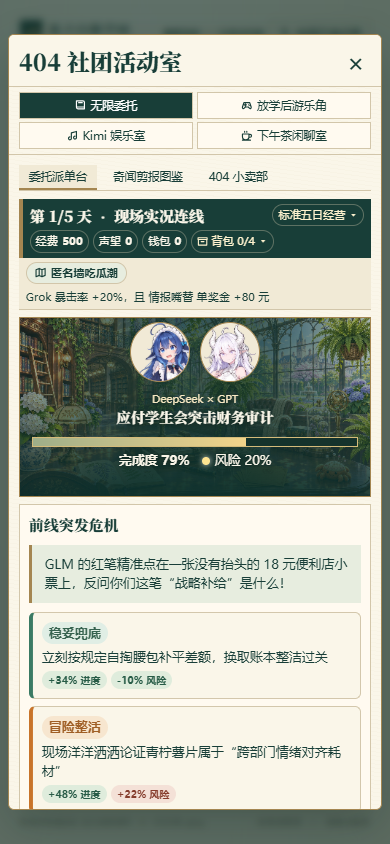 404 社团活动室
无限委托
放学后游乐角
Kimi 娱乐室
下午茶闲聊室
委托派单台
奇闻剪报图鉴
404 小卖部
第 1/5 天 · 现场实况连线
标准五日经营
经费 500
声望 0
钱包 0
背包 0/4
匿名墙吃瓜潮
Grok 暴击率 +20%，且 情报嘴替 单奖金 +80 元
DeepSeek × GPT
应付学生会突击财务审计
完成度 79%
风险 20%
前线突发危机
GLM 的红笔精准点在一张没有抬头的 18 元便利店小
票上，反问你们这笔“战略补给”是什么！
稳妥兜底
立刻按规定自掏腰包补平差额，换取账本整洁过关
+34% 进度
-10% 风险
冒险整活
现场洋洋洒洒论证青柠薯片属于“跨部门情绪对齐耗
材”
+48% 进度
+22% 风险